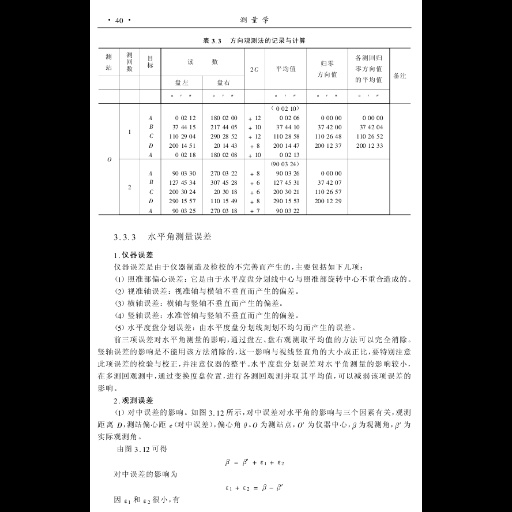 · 40 ·
测 量 学
表 3 3 方向观测法的记录与计算
测站 测回数 目标 读 数 2C 平均值 归零方向值 各测回归零方向值的平均值 备注
盘左 盘右
° ′ ″ ° ′ ″ ″ ° ′ ″ ° ′ ″ ° ′ ″
(0 02 10)
A 0 02 12 180 02 00 + 12 0 02 06 0 00 00 0 00 00
B 37 44 15 217 44 05 + 10 37 44 10 37 42 00 37 42 04
1
C 110 29 04 290 28 52 + 12 110 28 58 110 26 48 110 26 52
D 200 14 51 20 14 43 + 8 200 14 47 200 12 37 200 12 33
A 0 02 18 180 02 08 + 10 0 02 13
O
(90 03 24)
A 90 03 30 270 03 22 + 8 90 03 26 0 00 00
B 127 45 34 307 45 28 + 6 127 45 31 37 42 07
2
C 200 30 24 20 30 18 + 6 200 30 21 110 26 57
D 290 15 57 110 15 49 + 8 290 15 53 200 12 29
A 90 03 25 270 03 18 + 7 90 03 22
3.3.3 水平角测量误差
1.仪器误差
仪器误差是由于仪器制造及检校的不完善而产生的,主要包括如下几项:
(1) 照准部偏心误差:它是由于水平度盘分划线中心与照准部旋转中心不重合造成的。
(2) 视准轴误差:视准轴与横轴不垂直而产生的偏差。
(3) 横轴误差:横轴与竖轴不垂直而产生的偏差。
(4) 竖轴误差:水准管轴与竖轴不垂直而产生的偏差。
(5) 水平度盘分划误差:由水平度盘分划线刻划不均匀而产生的误差。
前三项误差对水平角测量的影响,通过盘左、盘右观测取平均值的方法可以完全消除。
竖轴误差的影响是不能用该方法消除的,这一影响与视线竖直角的大小成正比,要特别注意
此项误差的检验与校正,并注意仪器的整平。水平度盘分划误差对水平角测量的影响较小,
在多测回观测中,通过变换度盘位置,进行各测回观测并取其平均值,可以减弱该项误差的
影响。
2.观测误差
(1) 对中误差的影响。如图 3.12 所示,对中误差对水平角的影响与三个因素有关,观测
距离 D,测站偏心距 e(对中误差),偏心角 θ。O 为测站点,O′ 为仪器中心,β 为观测角,β′ 为
实际观测角。
由图 3.12 可得
β = β′ + ε₁ + ε₂
对中误差的影响为
ε₁ + ε₂ = β - β′
因 ε₁ 和 ε₂ 很小,有